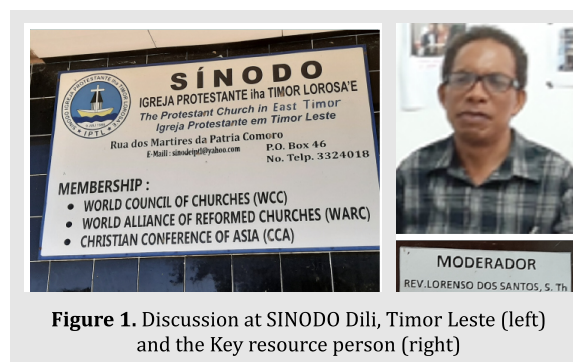 SÍNODO
IGREJA PROTESTANTE iha TIMOR LOROSA'E
The Protestant Church in East Timor
Igreja Protestante em Timor Leste
Rua dos Martires da Patria Comoro
E-Maill : sinodeiptl@yahoo.com
P.O. Box 46
No. Telp. 3324018
IPTL
MEMBERSHIP :
• WORLD COUNCIL OF CHURCHES (WCC)
• WORLD ALLIANCE OF REFORMED CHURCHES (WARC)
• CHRISTIAN CONFERENCE OF ASIA (CCA)
MODERADOR
REV.LORENSO DOS SANTOS, S. Th
Figure 1. Discussion at SINODO Dili, Timor Leste (left)
and the Key resource person (right)